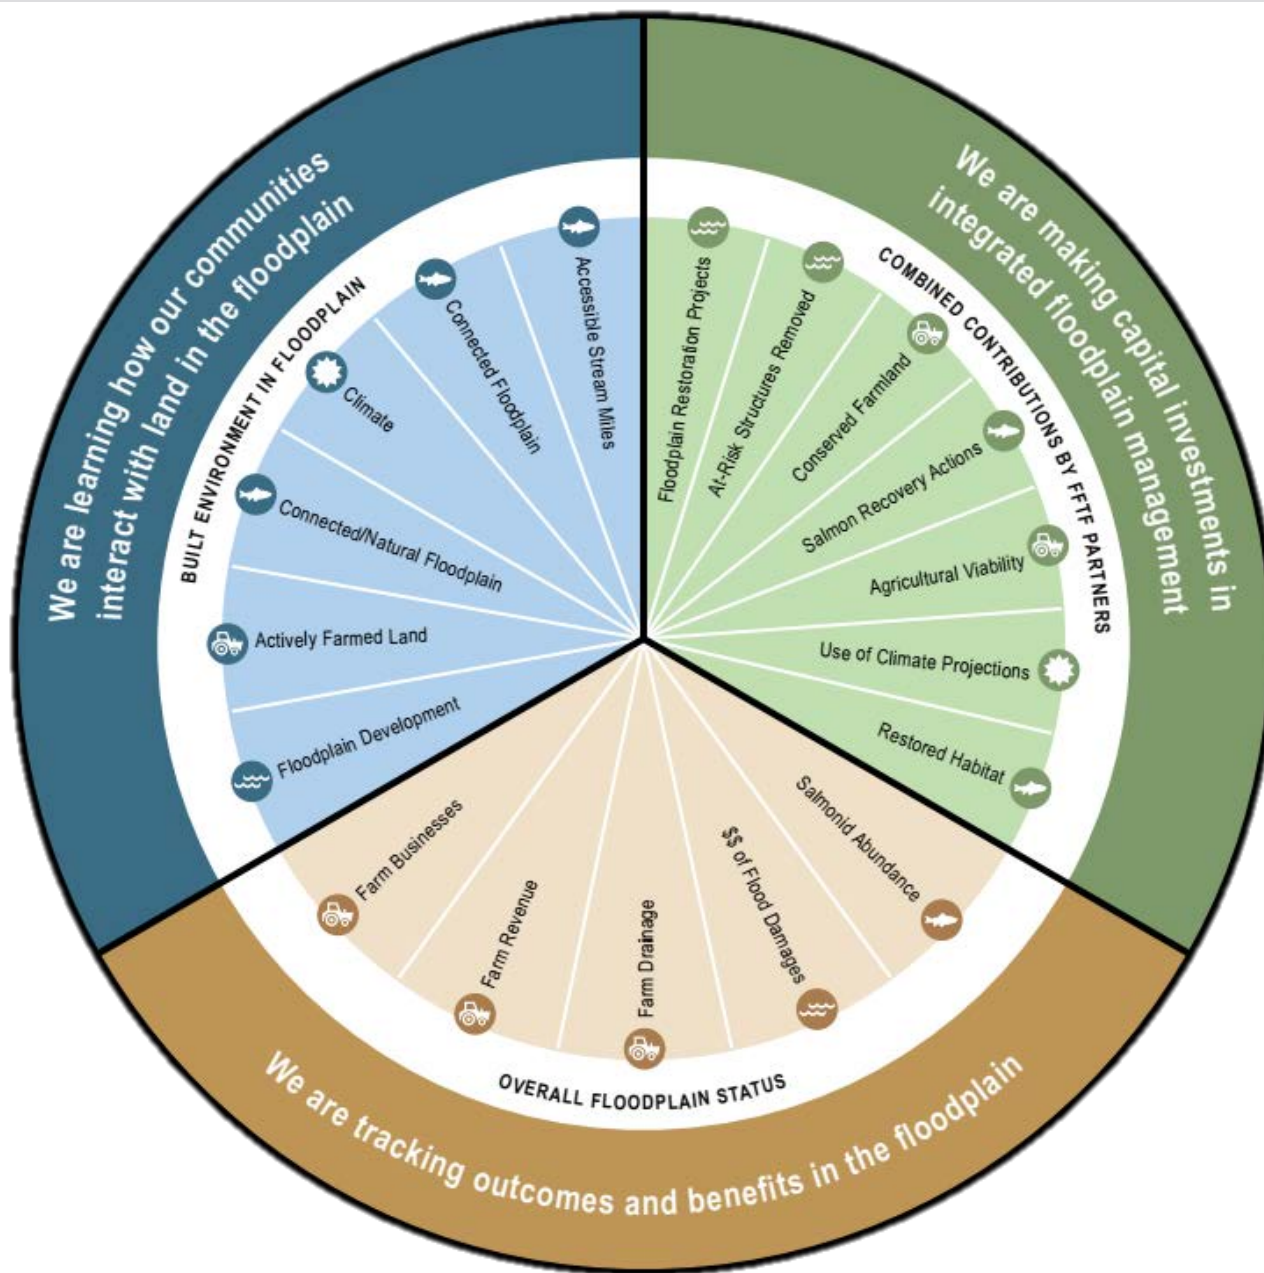 We are learning how our communities
interact with land in the floodplain
BUILT ENVIRONMENT IN FLOODPLAIN
Accessible Stream Miles
Connected Floodplain
Climate
Connected/Natural Floodplain
Actively Farmed Land
Floodplain Development
We are making capital investments in
integrated floodplain management
COMBINED CONTRIBUTIONS BY FFTF PARTNERS
Floodplain Restoration Projects
At-Risk Structures Removed
Conserved Farmland
Salmon Recovery Actions
Agricultural Viability
Use of Climate Projections
Restored Habitat
Salmonid Abundance
$$ of Flood Damages
Farm Drainage
Farm Revenue
Farm Businesses
OVERALL FLOODPLAIN STATUS
We are tracking outcomes and benefits in the floodplain